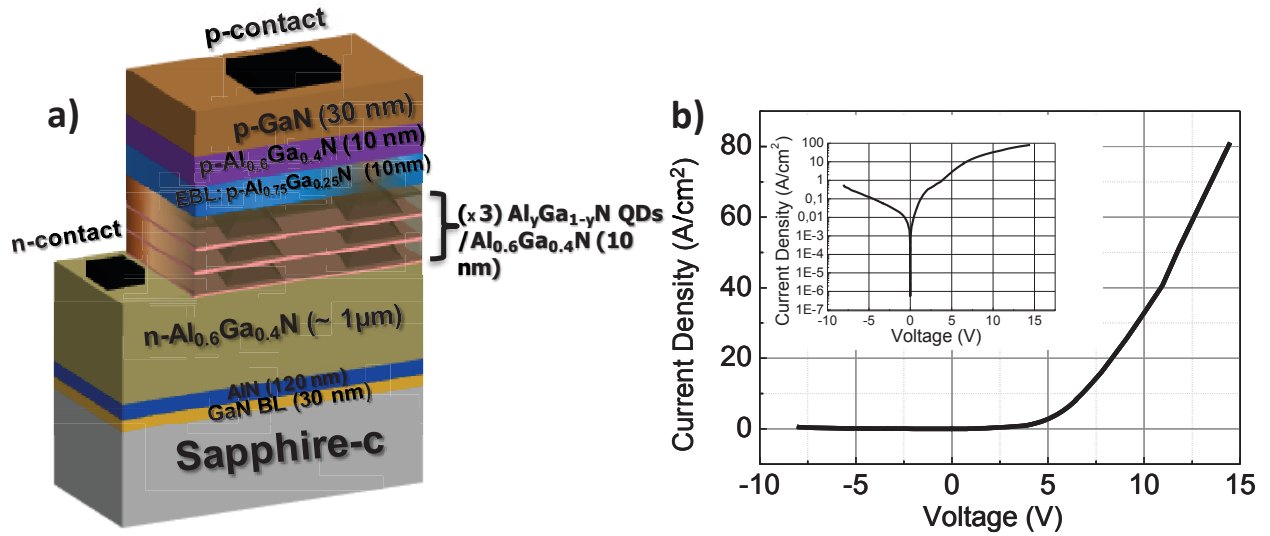 a)
p-contact
p-GaN (30 nm)
p-Al0.6Ga0.4N (10 nm)
EBL: p-Al0.75Ga0.25N (10nm)
n-contact
(x 3) AlyGa1-yN QDs
/Al0.6Ga0.4N (10
nm)
n-Al0.6Ga0.4N (~ 1µm)
AlN (120 nm)
GaN BL (30 nm)
Sapphire-c
b)
Current Density (A/cm2)
80
60
40
20
0
-10 -5 0 5 10 15
Voltage (V)
Current Density (A/cm2)
100
10
1
0,1
0,01
1E-3
1E-4
1E-5
1E-6
1E-7
-10 -5 0 5 10 15
Voltage (V)